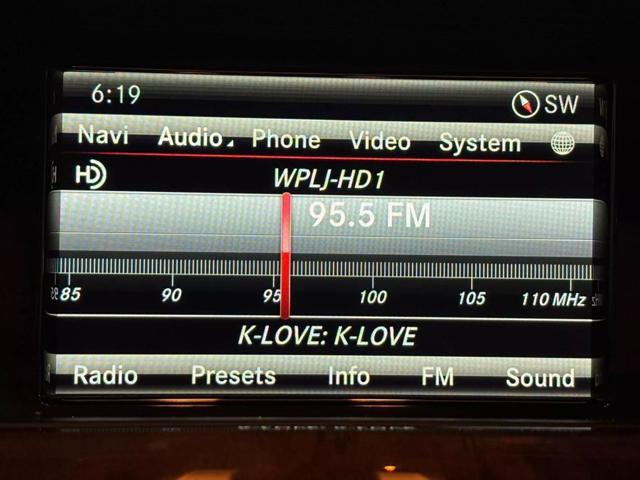 6:19 SW
Navi Audio Phone Video System
HD WPLJ-HD1
95.5 FM
85 90 95 100 105 110 MHz
K-LOVE: K-LOVE
Radio Presets Info FM Sound